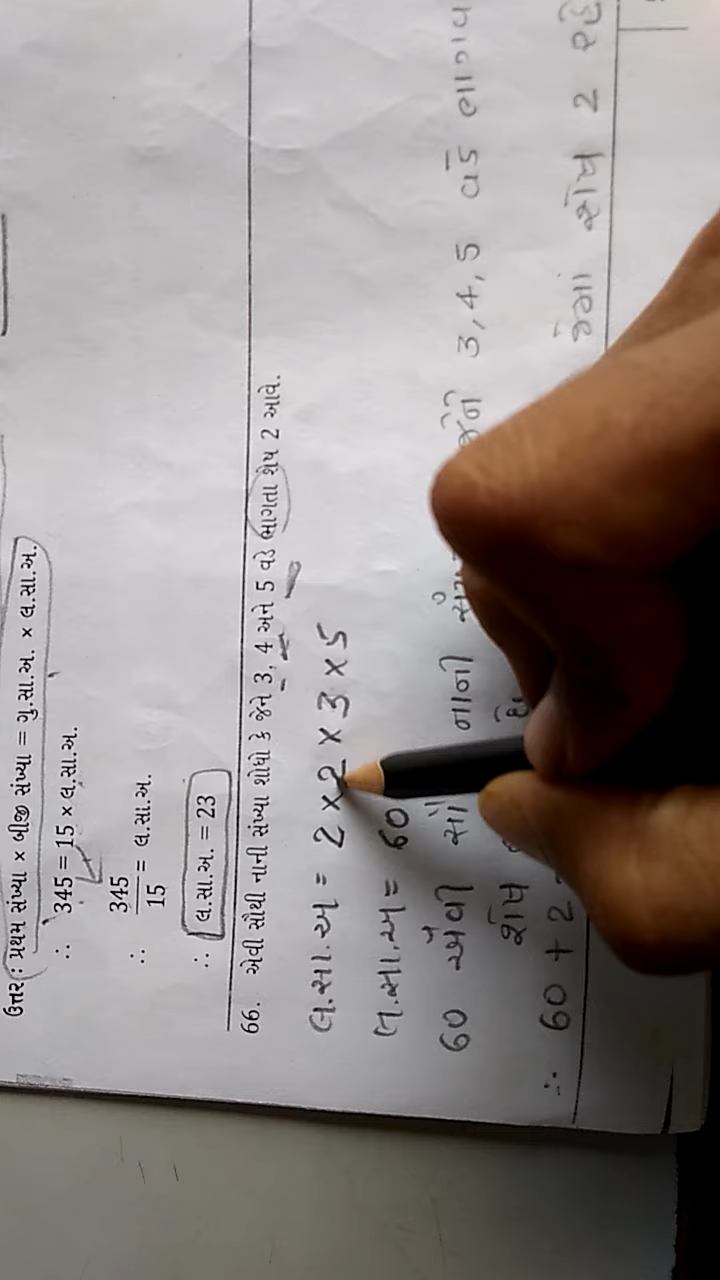 ઉત્તર : પ્રથમ સંખ્યા × બીજી સંખ્યા = ગુ.સા.અ. × લ.સા.અ.
∴ 345 = 15 × લ.સા.અ.
∴ 345/15 = લ.સા.અ.
∴ લ.સા.અ. = 23
66. એવી સૌથી નાની સંખ્યા શોધો કે જેને 3, 4 અને 5 વડે ભાગતા શેષ 2 આવે.
લ.સા.અ = 2 × 2 × 3 × 5
લ.સા.અ = 60
60 એવી નાની જેને 3, 4, 5 વડે
શેષ
∴ 60 + 2 જેમાં શેષ 2